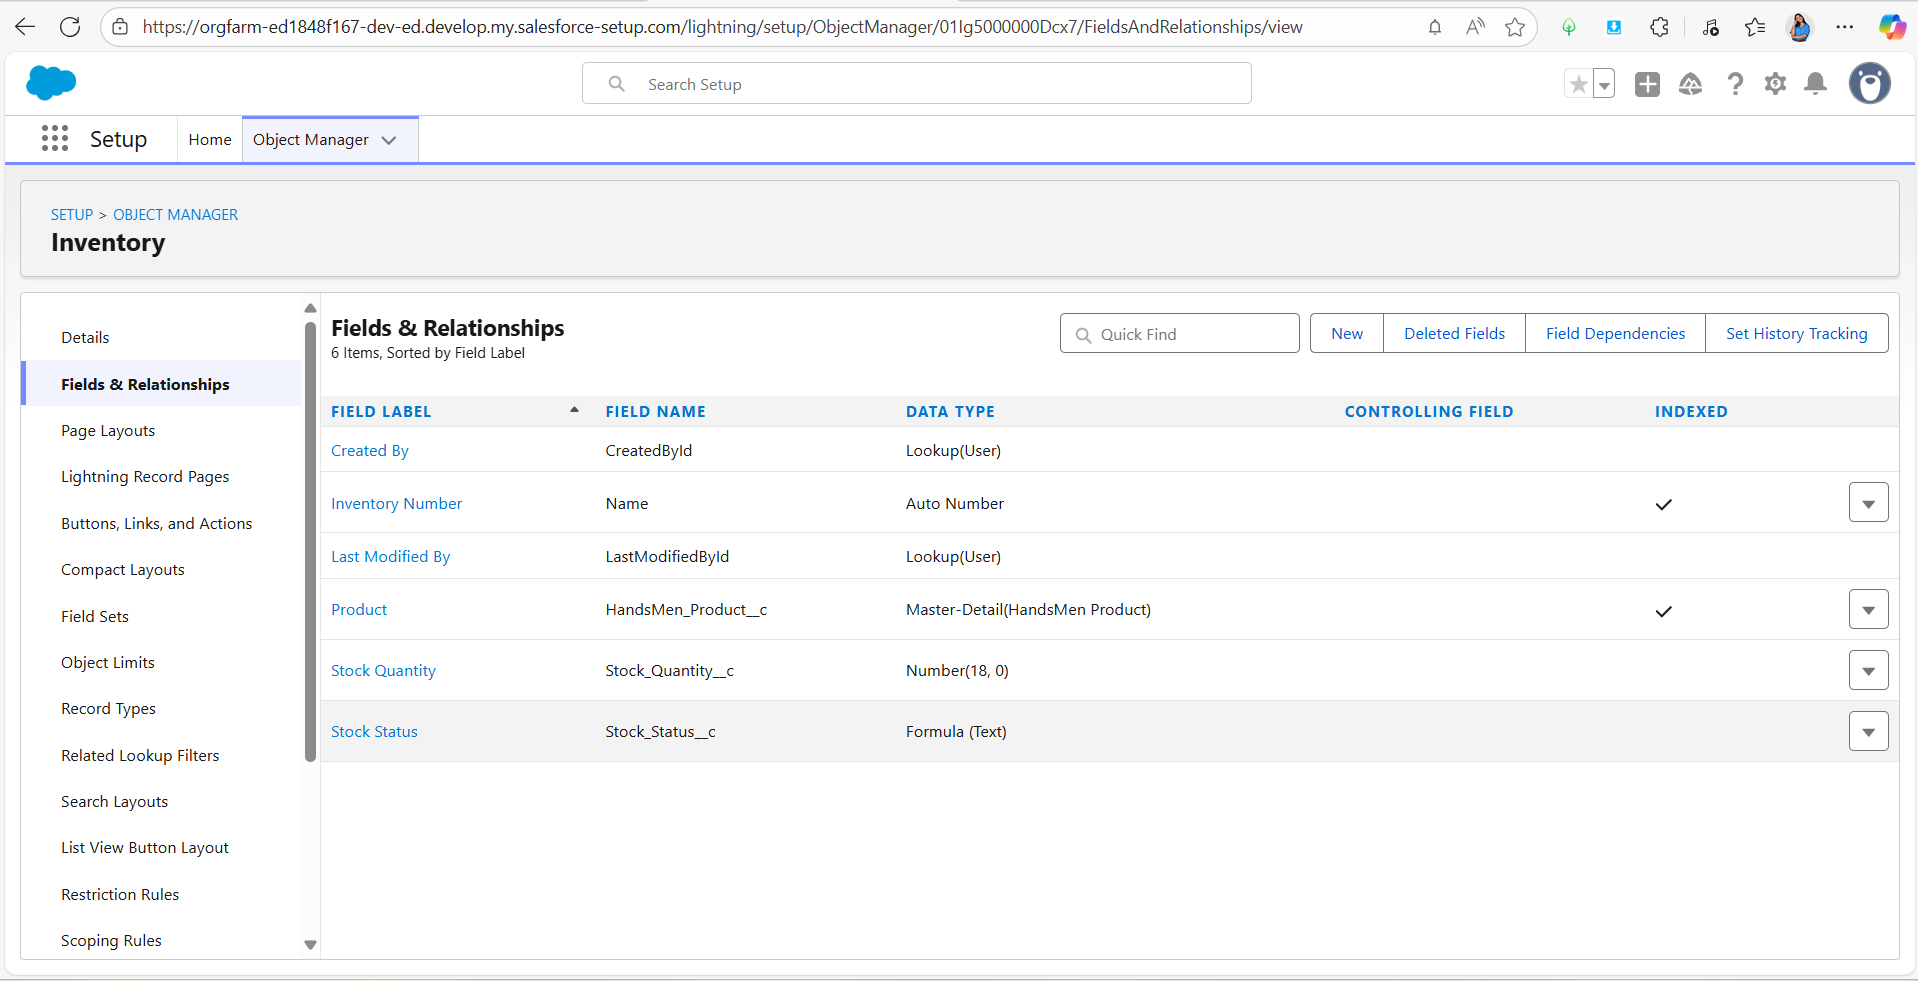 https://orgfarm-ed1848f167-dev-ed.develop.my.salesforce-setup.com/lightning/setup/ObjectManager/01Ig5000000Dcx7/FieldsAndRelationships/view
Search Setup
Setup
Home
Object Manager
SETUP > OBJECT MANAGER
Inventory
Details
Fields & Relationships
Page Layouts
Lightning Record Pages
Buttons, Links, and Actions
Compact Layouts
Field Sets
Object Limits
Record Types
Related Lookup Filters
Search Layouts
List View Button Layout
Restriction Rules
Scoping Rules
Fields & Relationships
6 Items, Sorted by Field Label
Quick Find
New
Deleted Fields
Field Dependencies
Set History Tracking
FIELD LABEL FIELD NAME DATA TYPE CONTROLLING FIELD INDEXED
Created By CreatedById Lookup(User)
Inventory Number Name Auto Number
Last Modified By LastModifiedById Lookup(User)
Product HandsMen_Product__c Master-Detail(HandsMen Product)
Stock Quantity Stock_Quantity__c Number(18, 0)
Stock Status Stock_Status__c Formula (Text)